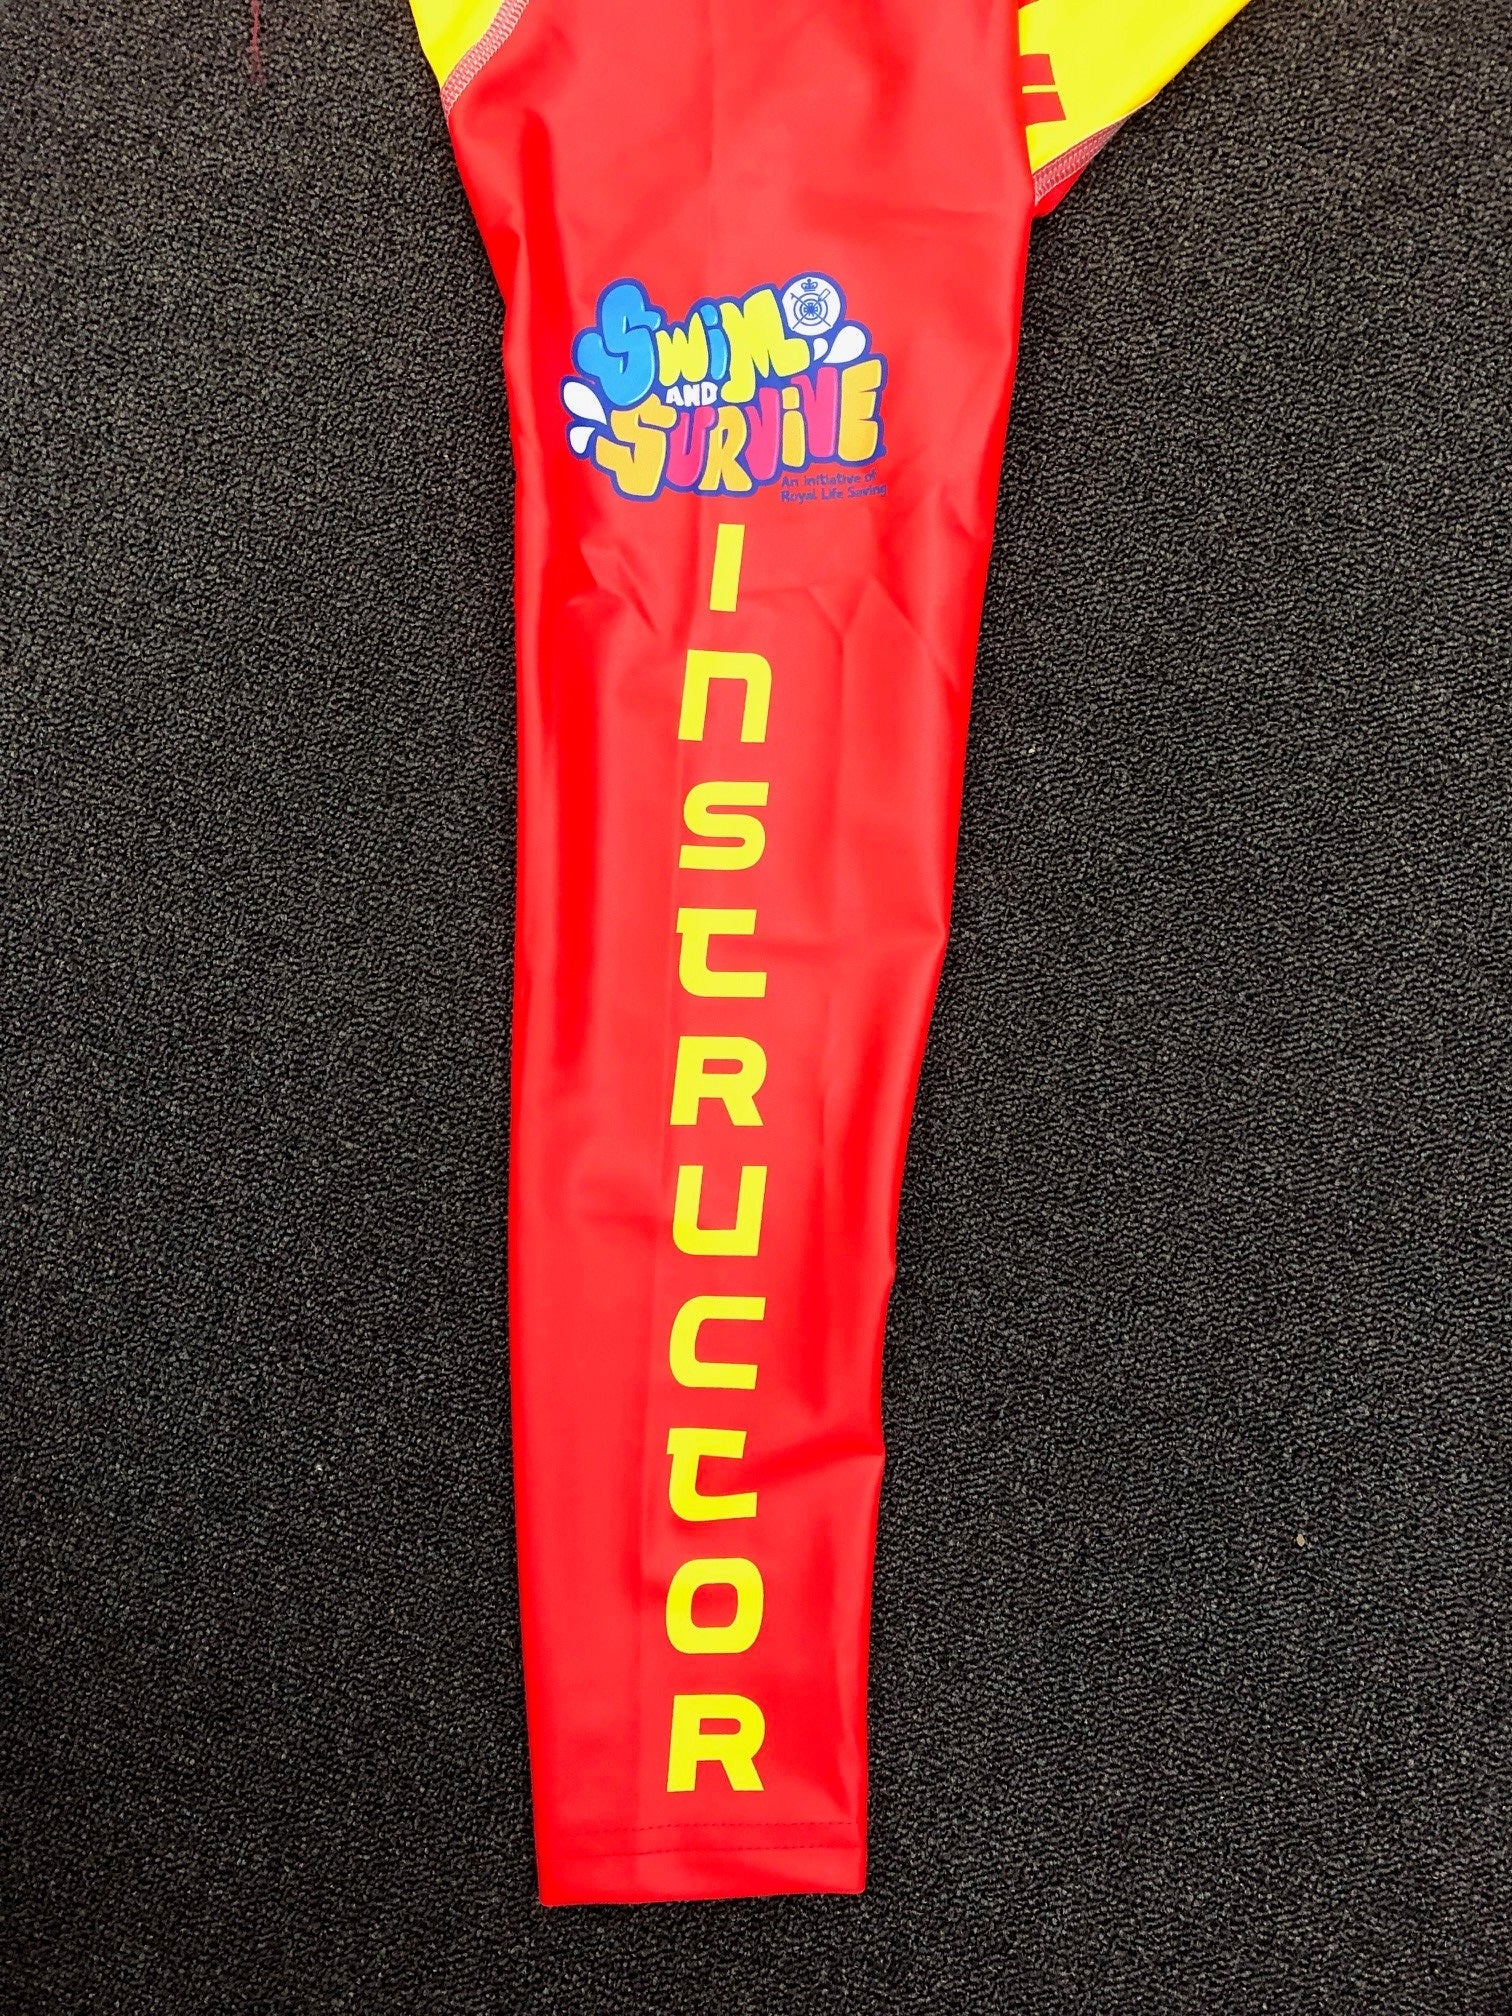 Swim
AND
SURViVE
An initiative of
Royal Life Saving
InstRuctoR